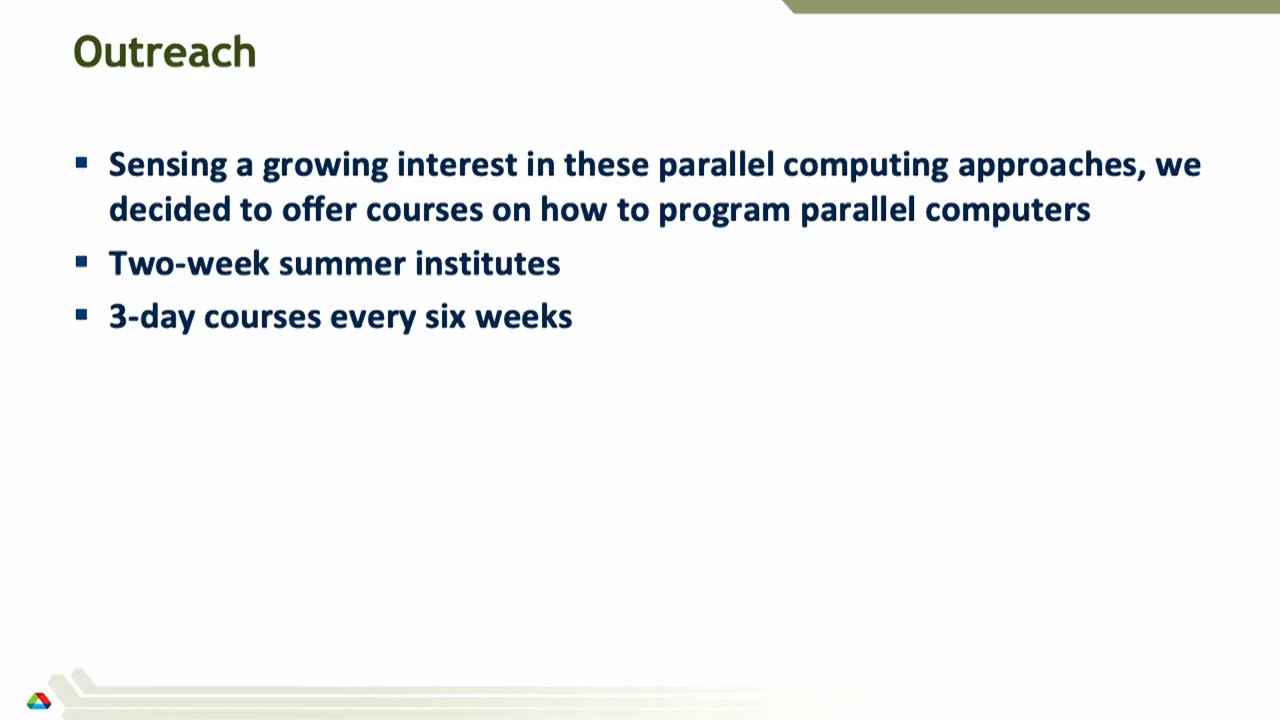 Outreach
▪ Sensing a growing interest in these parallel computing approaches, we
decided to offer courses on how to program parallel computers
▪ Two-week summer institutes
▪ 3-day courses every six weeks